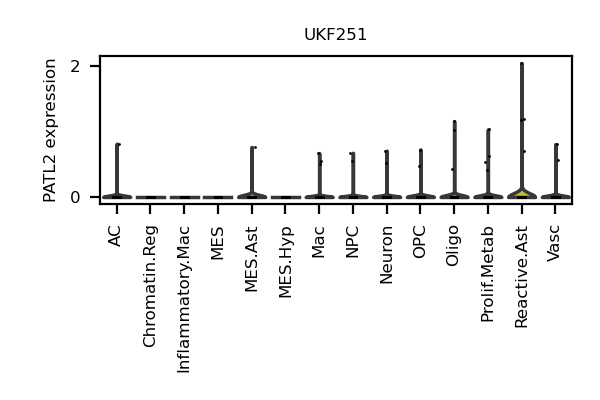 UKF251
PATL2 expression
2
0
AC
Chromatin.Reg
Inflammatory.Mac
MES
MES.Ast
MES.Hyp
Mac
NPC
Neuron
OPC
Oligo
Prolif.Metab
Reactive.Ast
Vasc